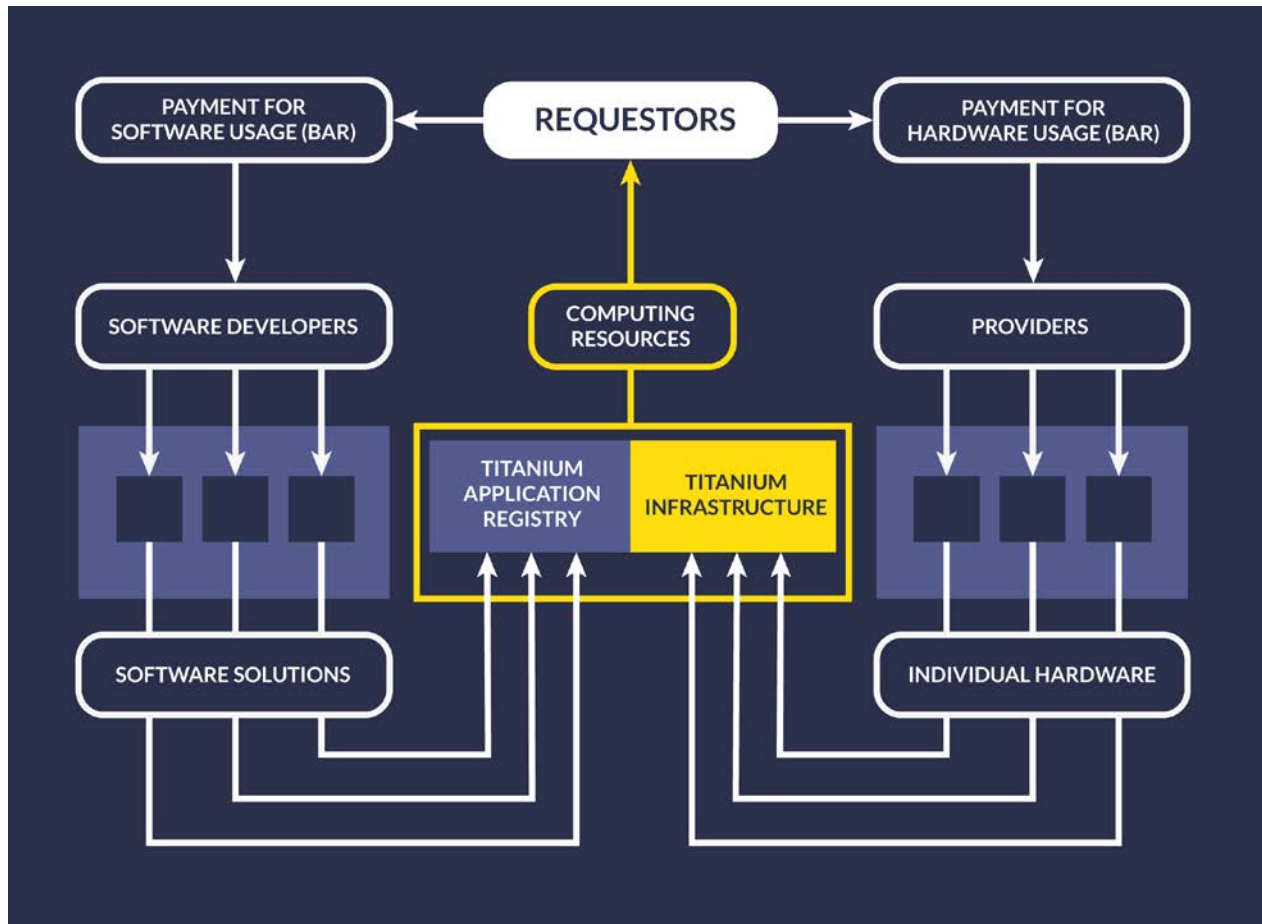 PAYMENT FOR
SOFTWARE USAGE (BAR)
REQUESTORS
PAYMENT FOR
HARDWARE USAGE (BAR)
SOFTWARE DEVELOPERS
COMPUTING
RESOURCES
PROVIDERS
TITANIUM
APPLICATION
REGISTRY
TITANIUM
INFRASTRUCTURE
SOFTWARE SOLUTIONS
INDIVIDUAL HARDWARE